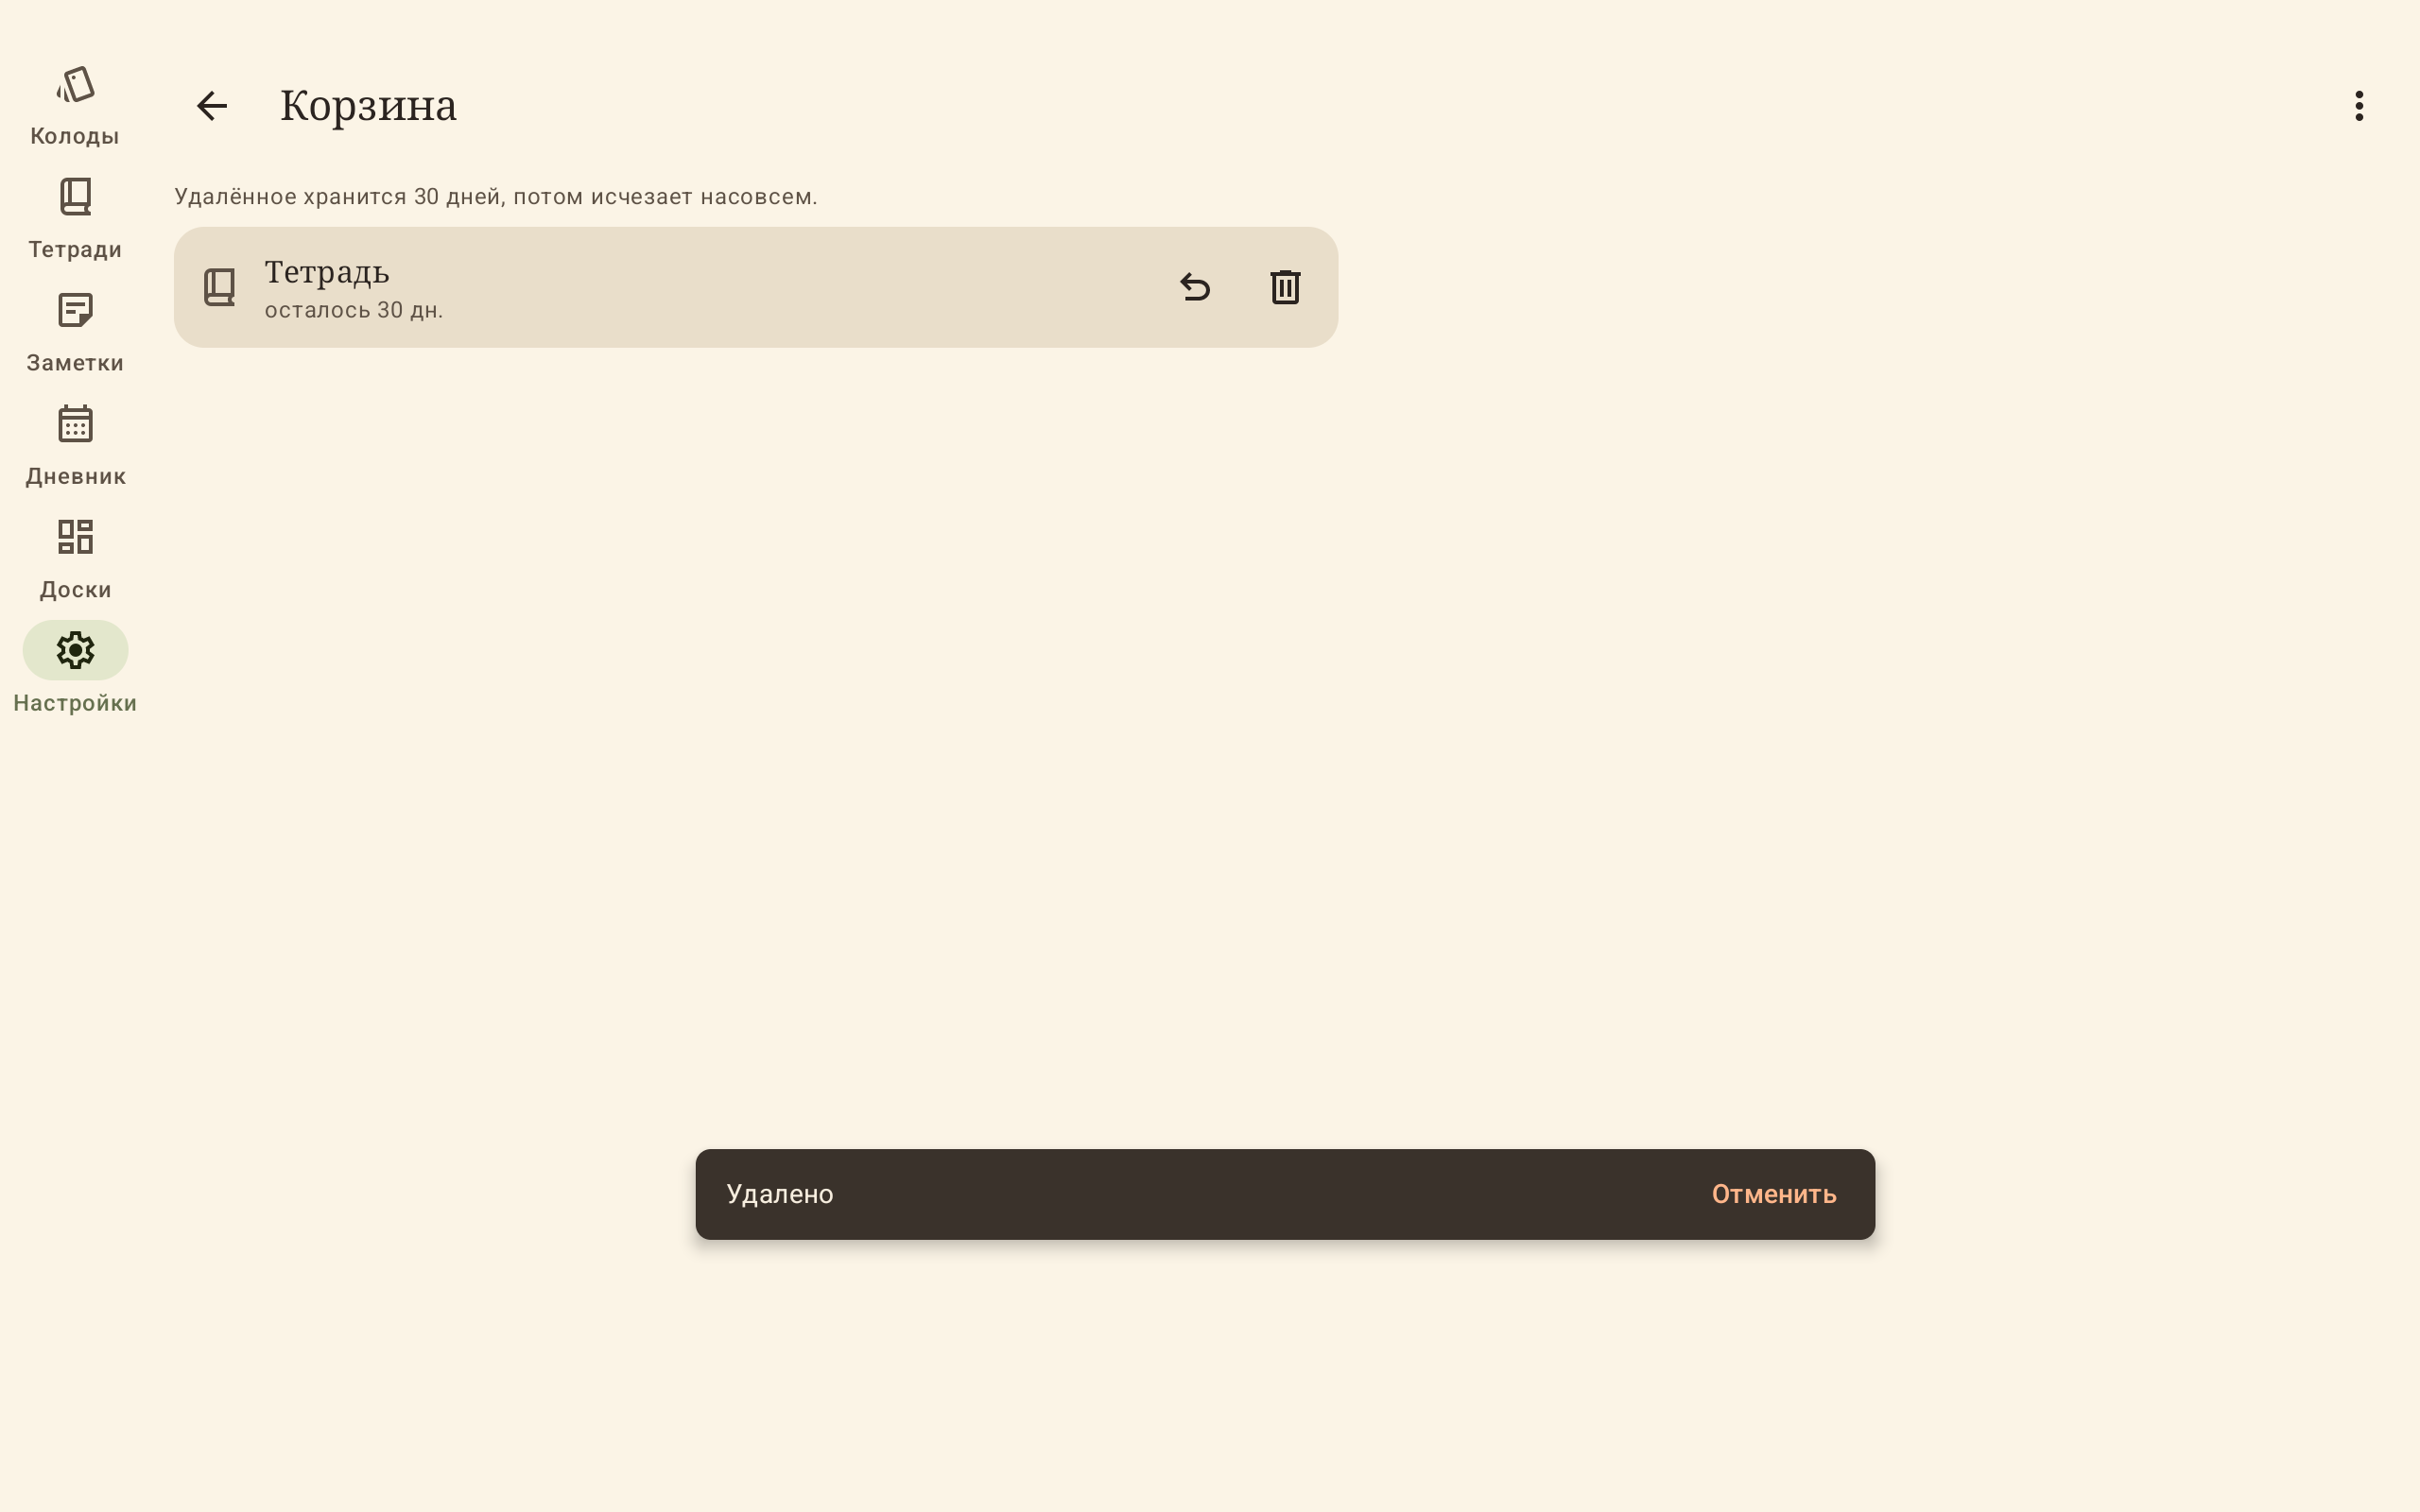 Колоды
Тетради
Заметки
Дневник
Доски
Настройки
Корзина
Удалённое хранится 30 дней, потом исчезает насовсем.
Тетрадь
осталось 30 дн.
Удалено
Отменить